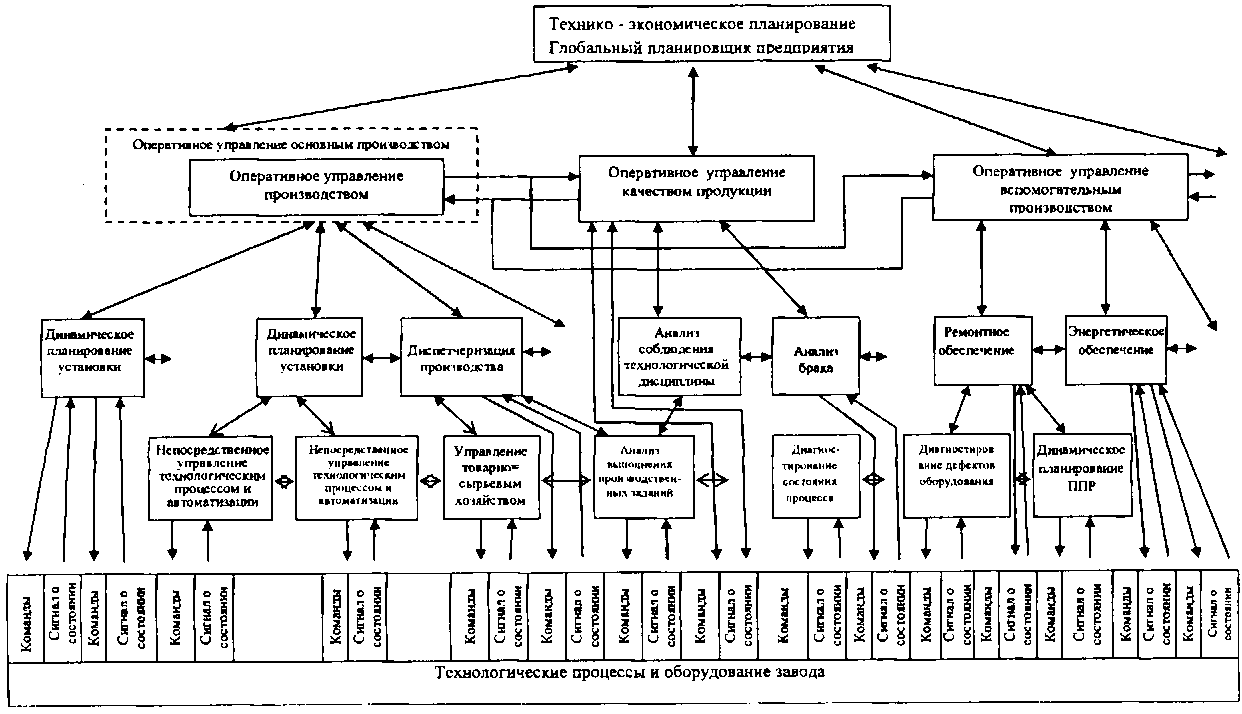 Технико - экономическое планирование
Глобальный планировщик предприятия
Оперативное управление основным производством
Оперативное управление
производством
Оперативное управление
качеством продукции
Оперативное управление
вспомогательным
производством
Динамическое
планирование
установки
Динамическое
планирование
установки
Диспетчеризация
производства
Анализ
соблюдения
технологической
дисциплины
Анализ
брака
Ремонтное
обеспечение
Энергетическое
обеспечение
Непосредственное
управление
технологическим
процессом и
автоматизации
Непосредственное
управление
технологическим
процессом и
автоматизация
Управление
товарно-
сырьевым
хозяйством
Анализ
выполнения
производствен-
ных заданий
Диагнос-
тирование
состояния
процесса
Диагностиров
ание дефектов
оборудования
Динамическое
планирование
ППР
Команды
Сигнал о
состоянии
Команды
Сигнал о
состоянии
Команды
Сигнал о
состоянии
Команды
Сигнал о
состоянии
Команды
Сигнал о
состоянии
Команды
Сигнал о
состоянии
Команды
Сигнал о
состоянии
Команды
Сигнал о
состоянии
Команды
Сигнал о
состоянии
Команды
Сигнал о
состоянии
Команды
Сигнал о
состоянии
Команды
Сигнал о
состоянии
Команды
Сигнал о
состоянии
Команды
Сигнал о
состоянии
Команды
Сигнал о
состоянии
Технологические процессы и оборудование завода